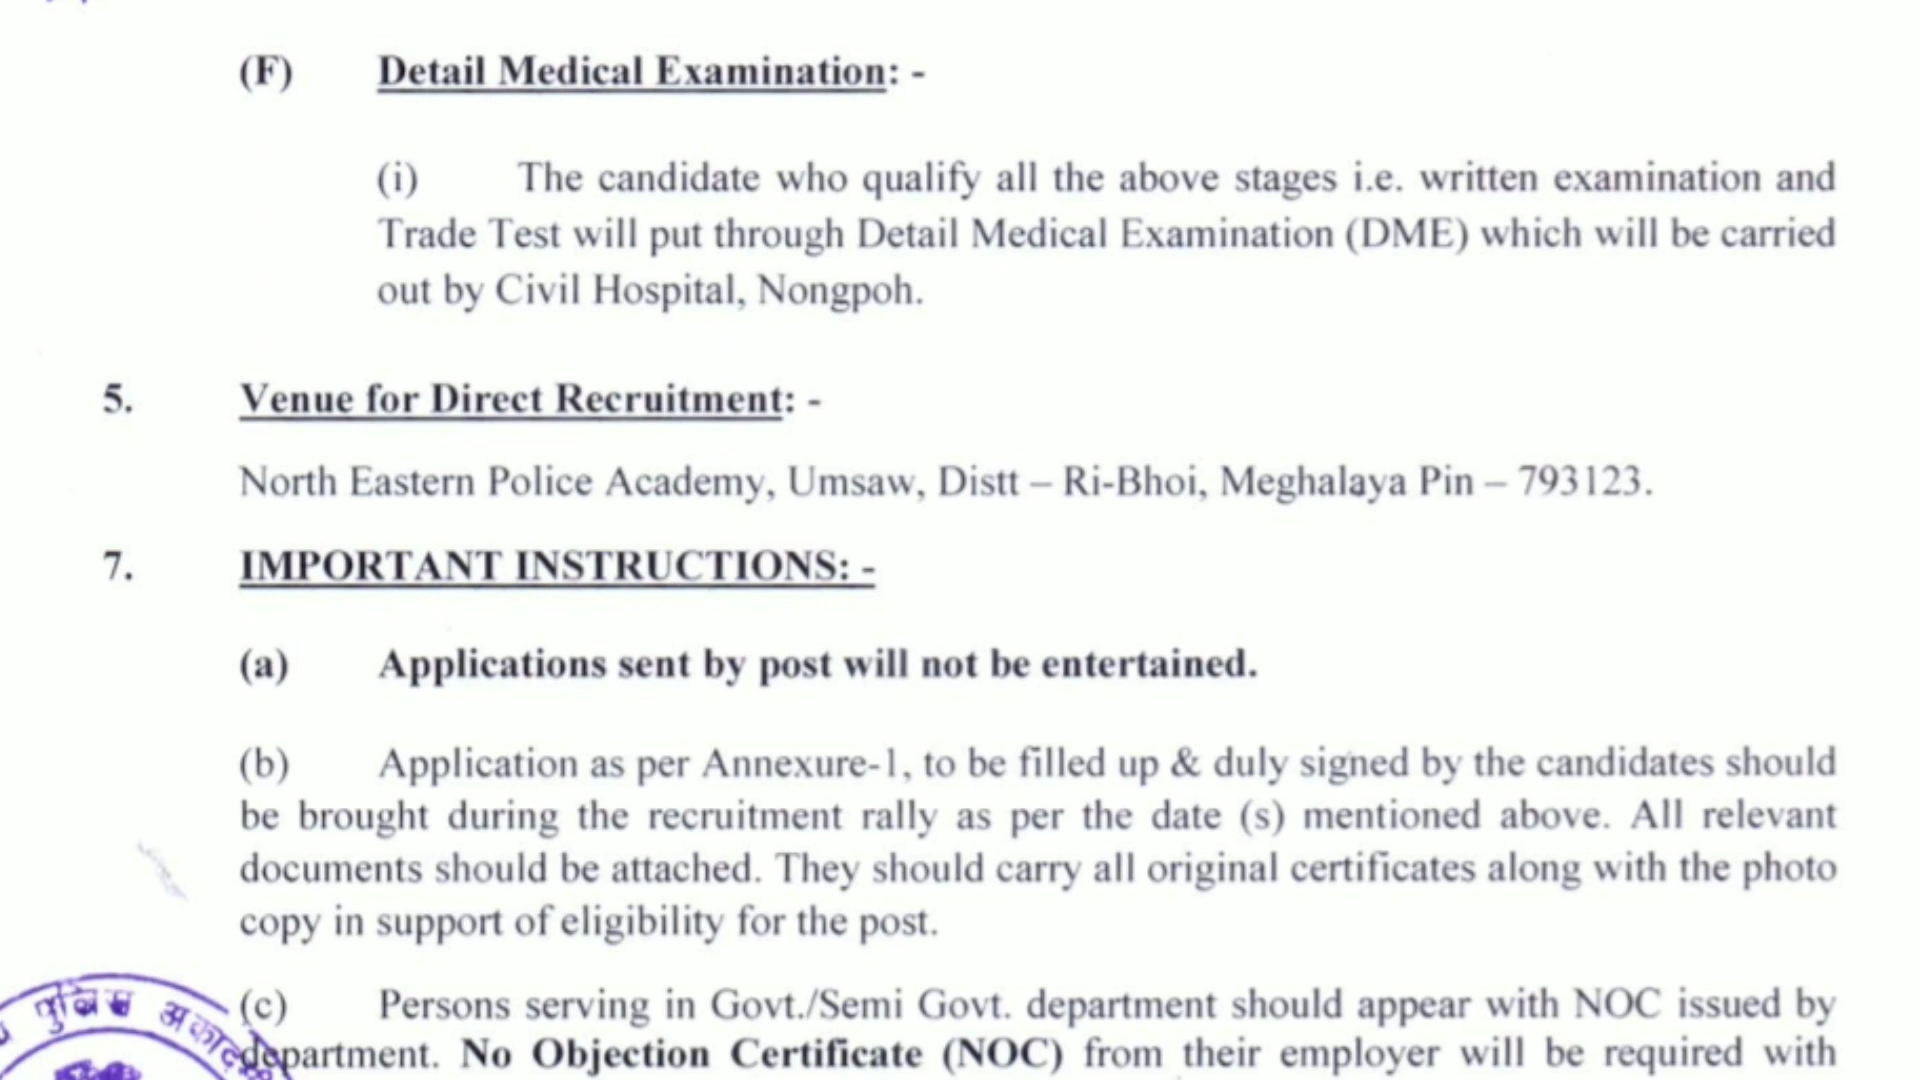 (F) Detail Medical Examination: -
(i) The candidate who qualify all the above stages i.e. written examination and
Trade Test will put through Detail Medical Examination (DME) which will be carried
out by Civil Hospital, Nongpoh.
5. Venue for Direct Recruitment: -
North Eastern Police Academy, Umsaw, Distt – Ri-Bhoi, Meghalaya Pin – 793123.
7. IMPORTANT INSTRUCTIONS: -
(a) Applications sent by post will not be entertained.
(b) Application as per Annexure-1, to be filled up & duly signed by the candidates should
be brought during the recruitment rally as per the date (s) mentioned above. All relevant
documents should be attached. They should carry all original certificates along with the photo
copy in support of eligibility for the post.
(c) Persons serving in Govt./Semi Govt. department should appear with NOC issued by
department. No Objection Certificate (NOC) from their employer will be required with
पुलिस